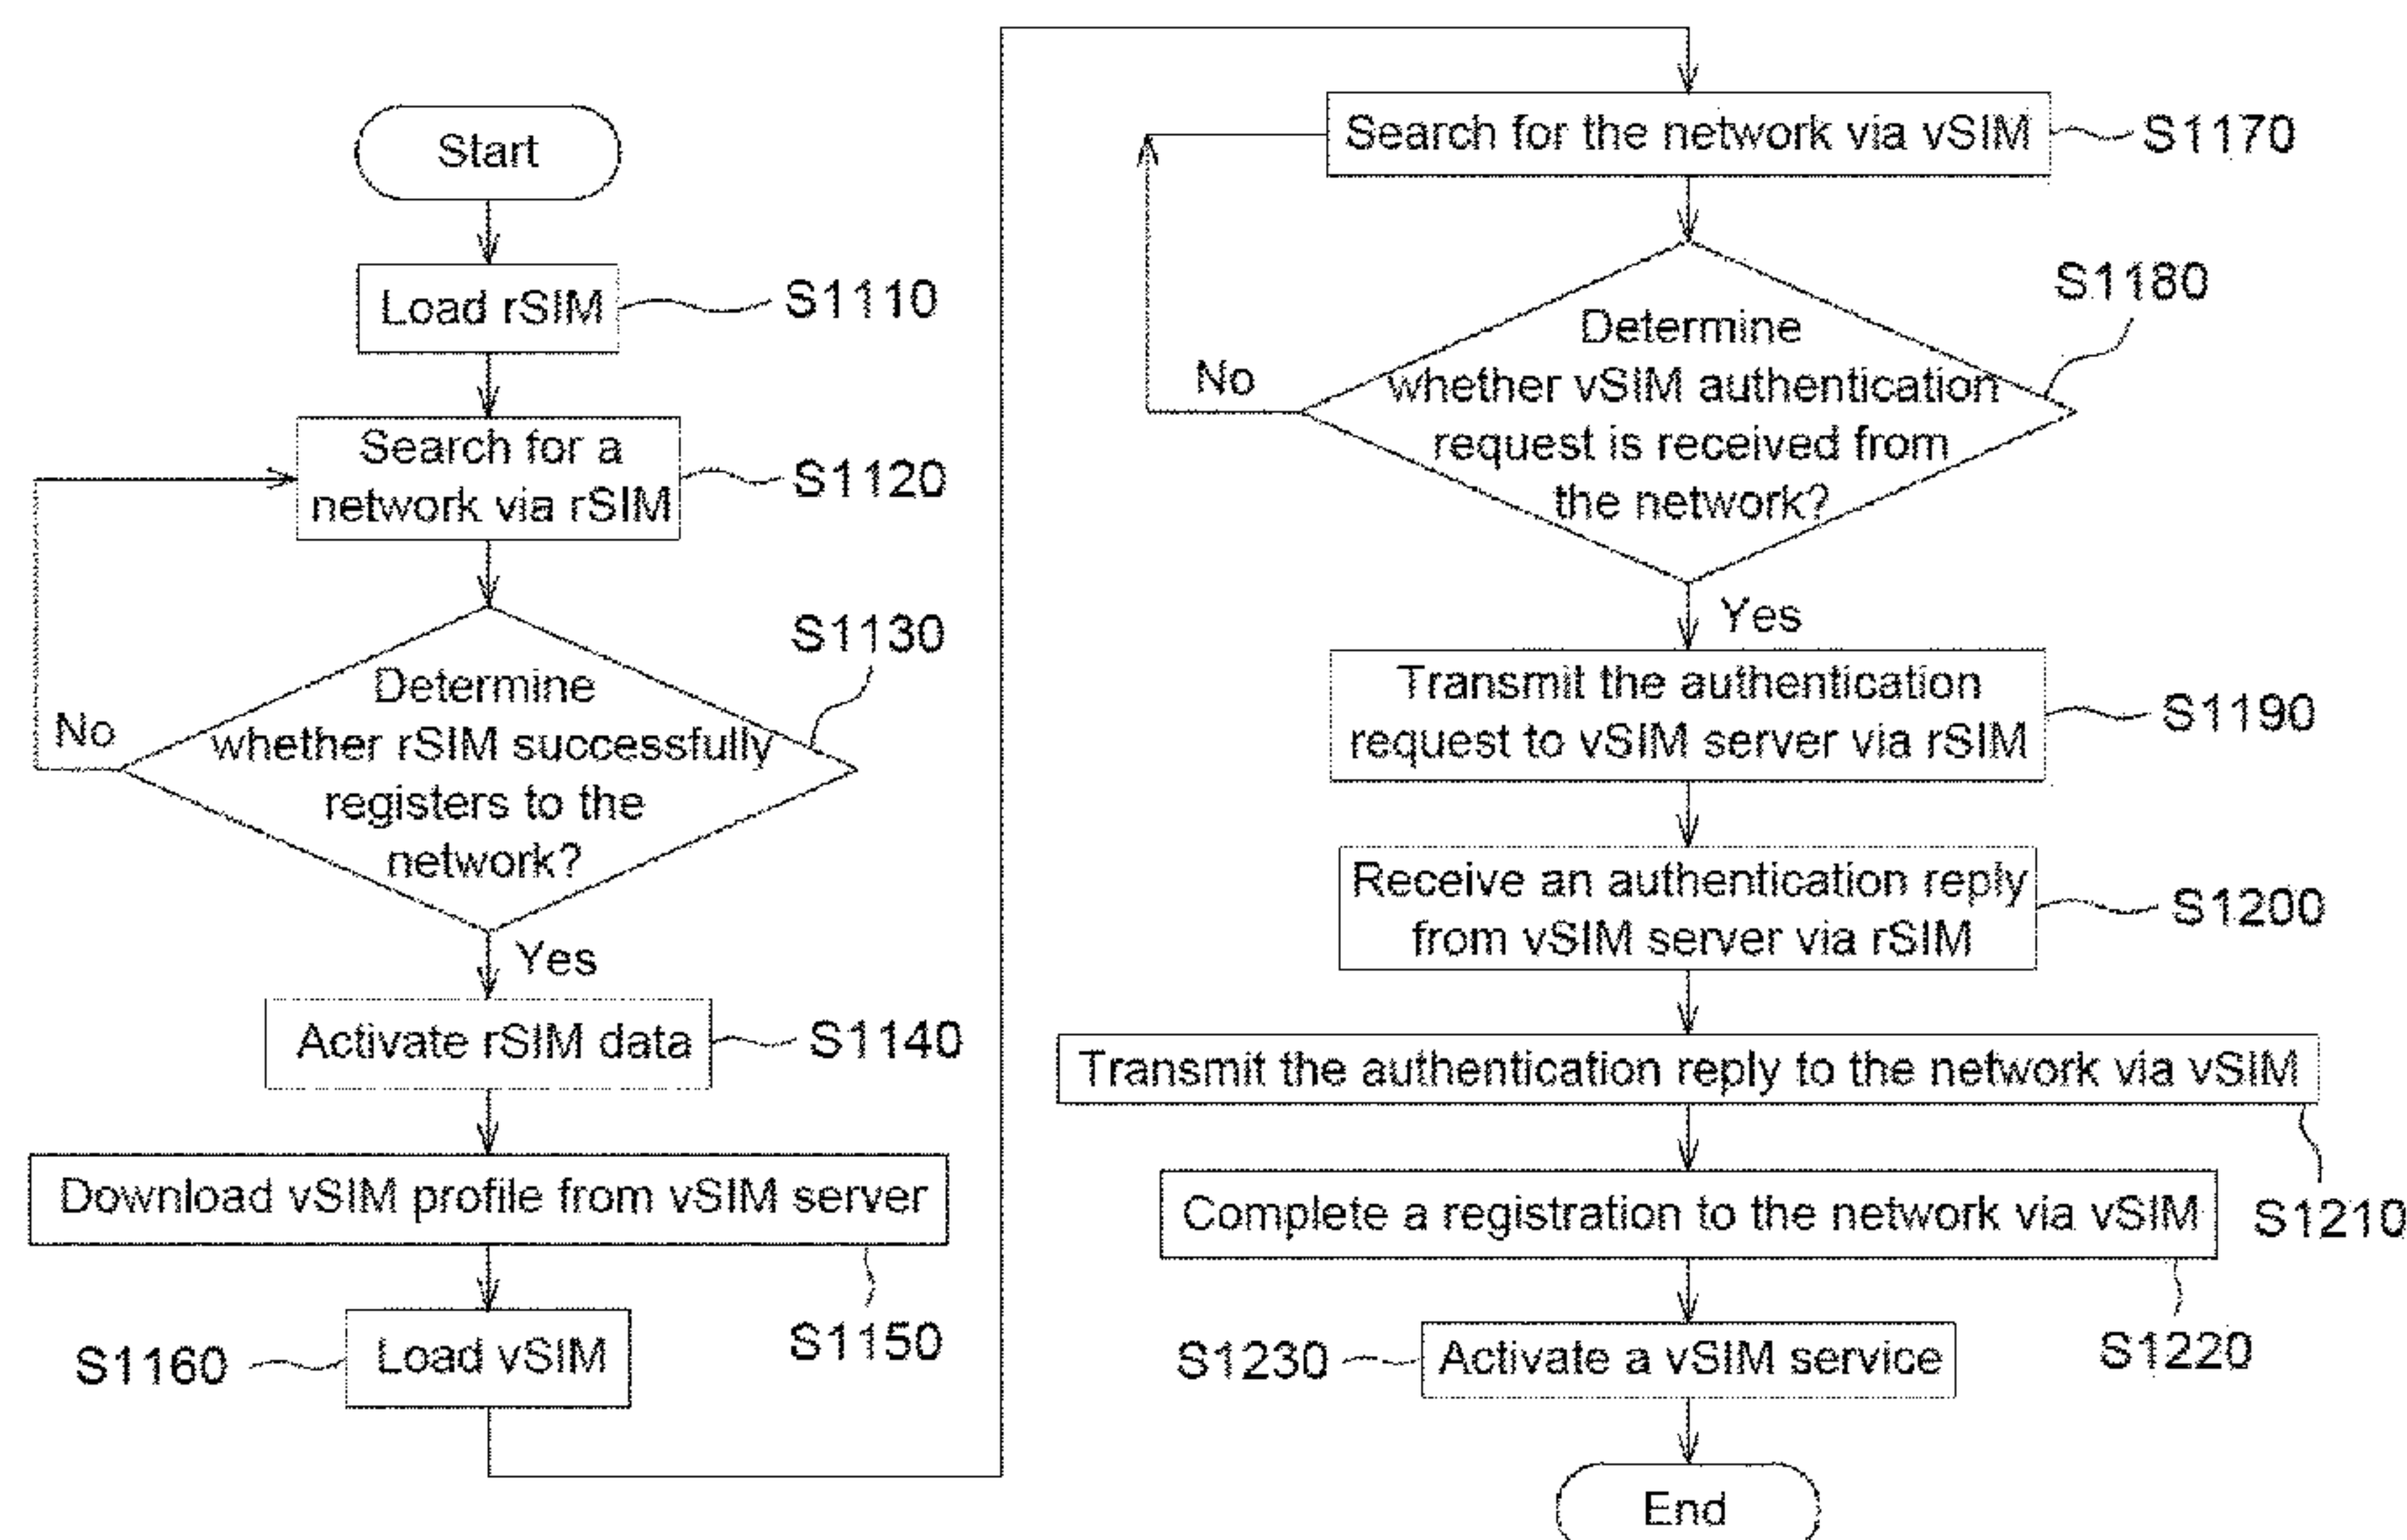 Start
Load rSIM
S1110
Search for a
network via rSIM
S1120
Determine
whether rSIM successfully
registers to the
network?
S1130
No
Yes
Activate rSIM data
S1140
Download vSIM profile from vSIM server
S1150
Load vSIM
S1160
Search for the network via vSIM
S1170
Determine
whether vSIM authentication
request is received from
the network?
S1180
No
Yes
Transmit the authentication
request to vSIM server via rSIM
S1190
Receive an authentication reply
from vSIM server via rSIM
S1200
Transmit the authentication reply to the network via vSIM
S1210
Complete a registration to the network via vSIM
S1220
Activate a vSIM service
S1230
End